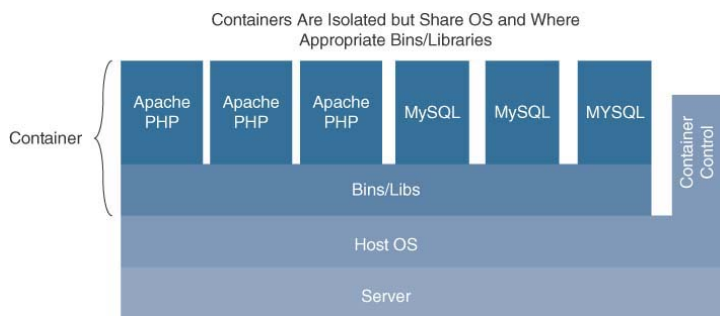 Containers Are Isolated but Share OS and Where
Appropriate Bins/Libraries
Container
Apache
PHP
Apache
PHP
Apache
PHP
MySQL
MySQL
MYSQL
Container
Control
Bins/Libs
Host OS
Server